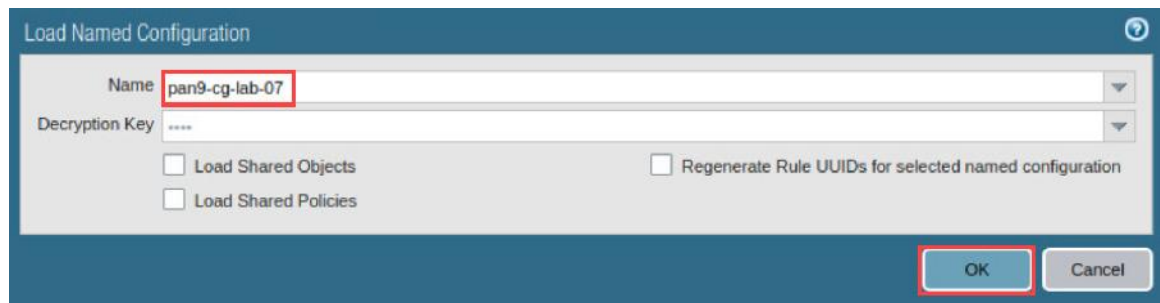 Load Named Configuration
Name pan9-cg-lab-07
Decryption Key ----
Load Shared Objects Regenerate Rule UUIDs for selected named configuration
Load Shared Policies
OK Cancel